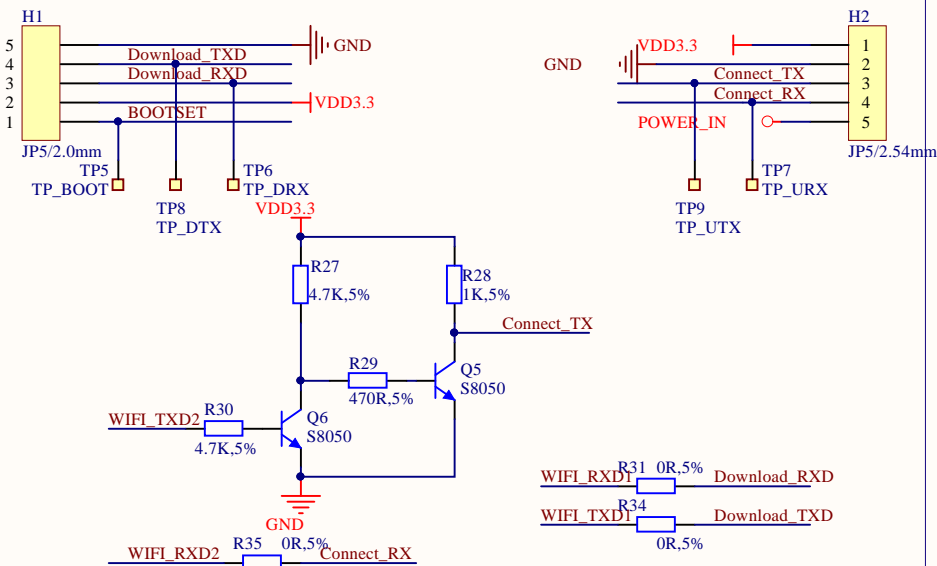 H1
H2
5
GND
4
Download_TXD
3
Download_RXD
2
VDD3.3
1
BOOTSET
JP5/2.0mm
VDD3.3
1
GND
2
Connect_TX
3
Connect_RX
4
POWER_IN
5
JP5/2.54mm
TP5
TP_BOOT
TP6
TP_DRX
TP7
TP_URX
TP8
TP_DTX
TP9
TP_UTX
VDD3.3
R27
4.7K,5%
R28
1K,5%
Connect_TX
R29
470R,5%
Q5
S8050
WIFI_TXD2
R30
4.7K,5%
Q6
S8050
GND
WIFI_RXD1
R31 0R,5%
Download_RXD
WIFI_TXD1
R34
0R,5%
Download_TXD
WIFI_RXD2
R35 0R,5%
Connect_RX